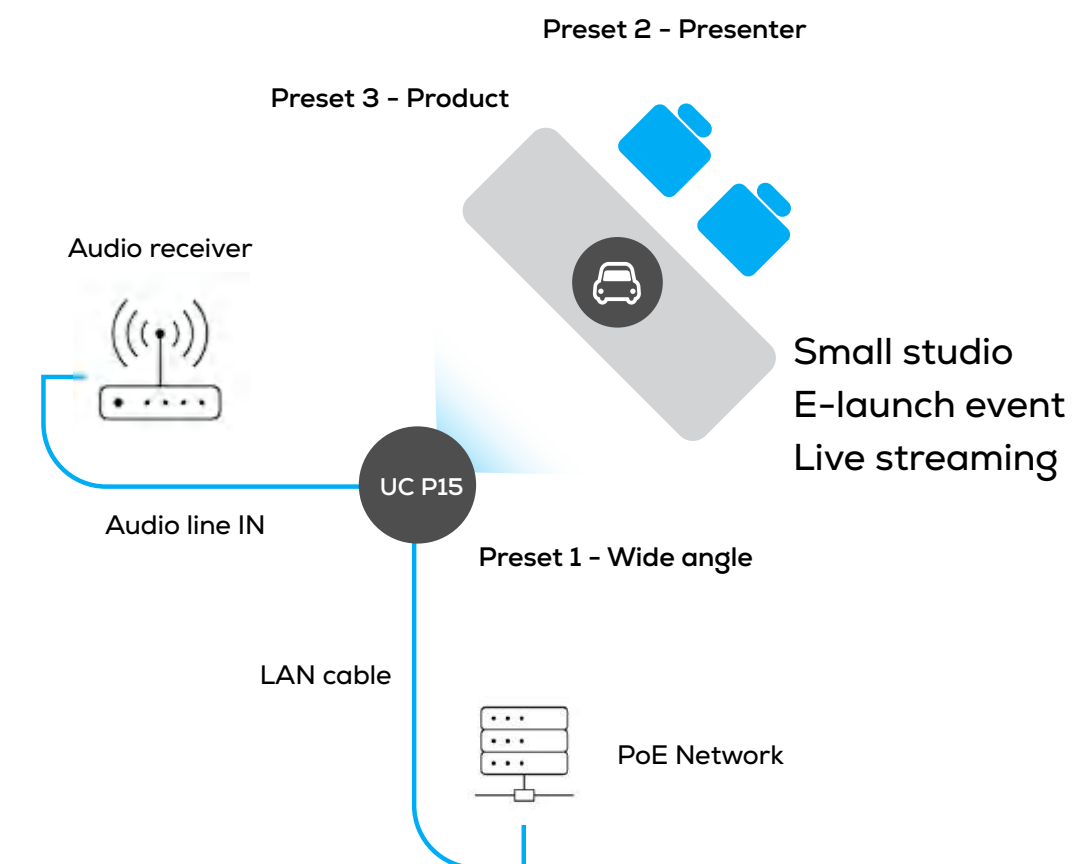 Preset 2 - Presenter
Preset 3 - Product
Audio receiver
Small studio
E-launch event
Live streaming
UC P15
Audio line IN
Preset 1 - Wide angle
LAN cable
PoE Network